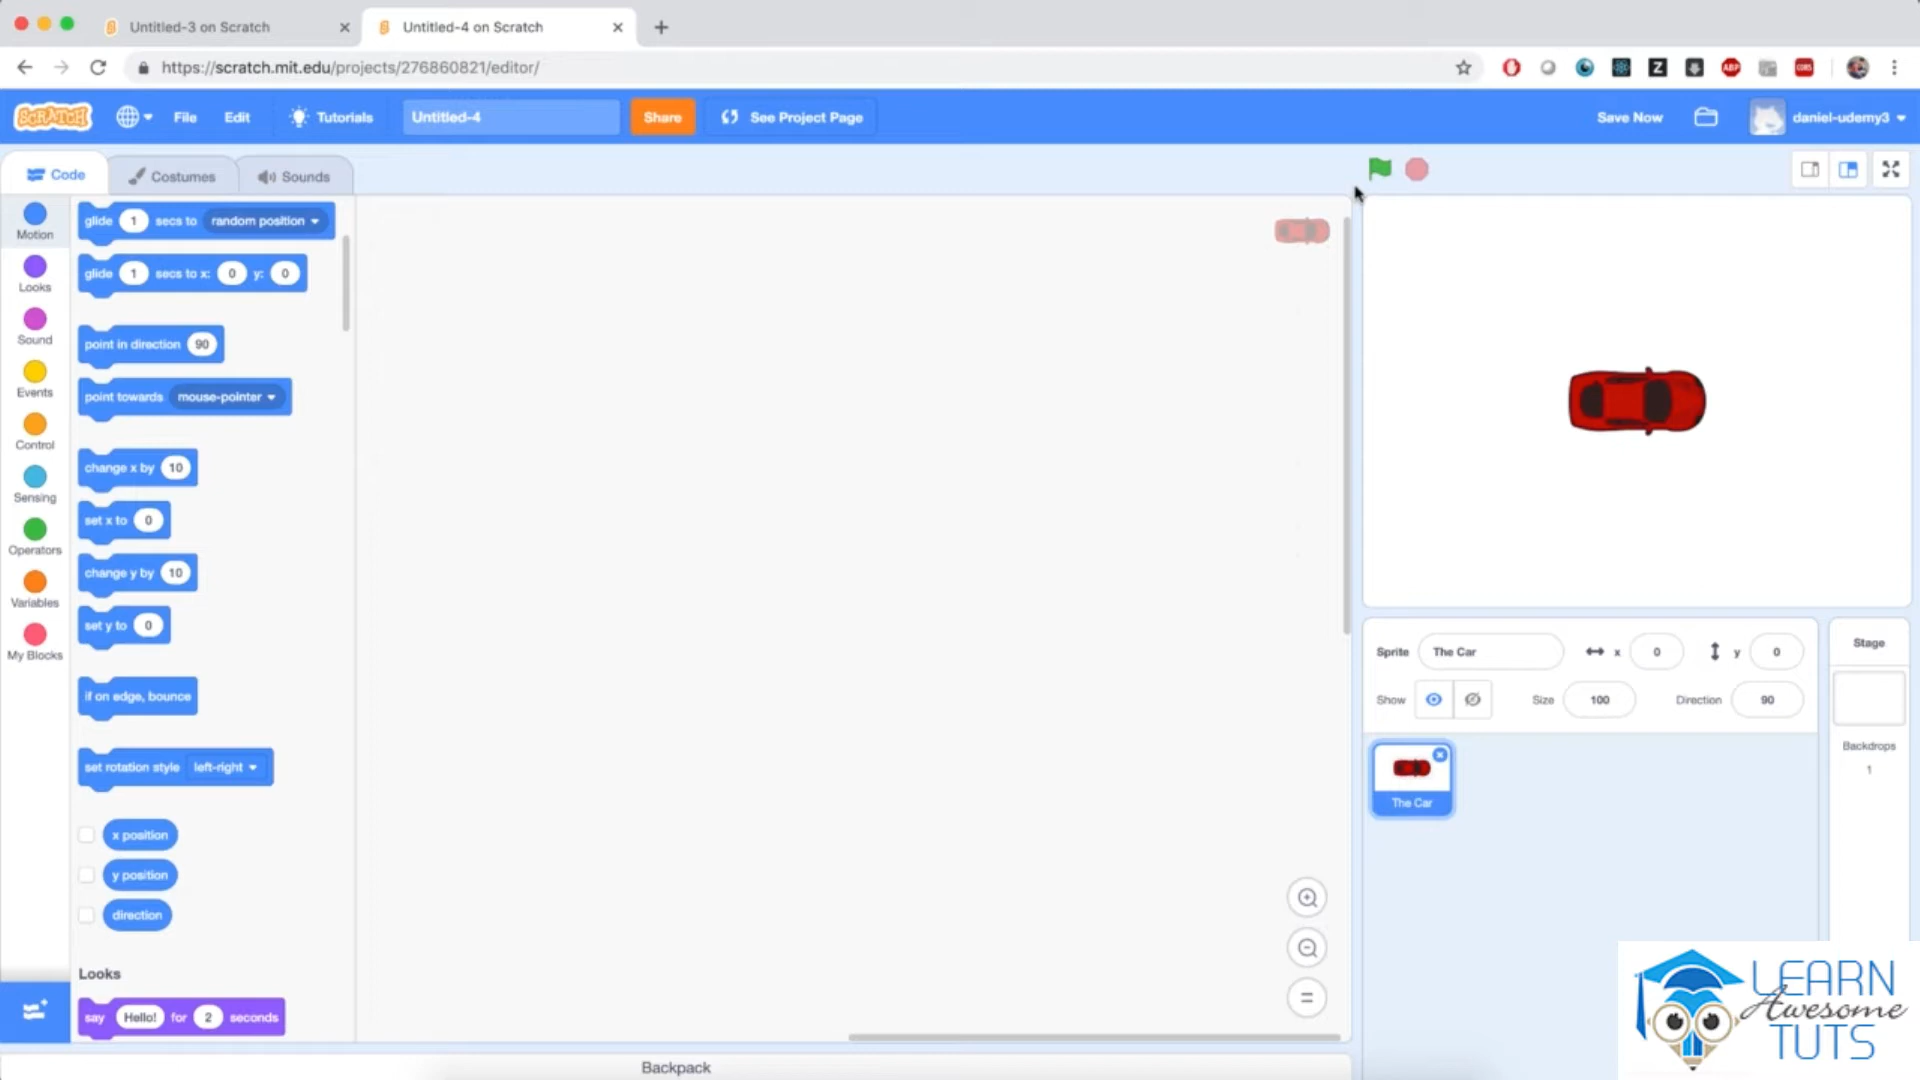 Untitled-3 on Scratch
Untitled-4 on Scratch
https://scratch.mit.edu/projects/276860821/editor/
ABP
CORS
SCRATCH
File
Edit
Tutorials
Untitled-4
Share
See Project Page
Save Now
daniel-udemy3
Code
Costumes
Sounds
Motion
Looks
Sound
Events
Control
Sensing
Operators
Variables
My Blocks
glide 1 secs to random position
glide 1 secs to x: 0 y: 0
point in direction 90
point towards mouse-pointer
change x by 10
set x to 0
change y by 10
set y to 0
if on edge, bounce
set rotation style left-right
x position
y position
direction
Looks
say Hello! for 2 seconds
Backpack
Sprite The Car x 0 y 0
Show Size 100 Direction 90
The Car
Stage
Backdrops
1
LEARN
Awesome
TUTS